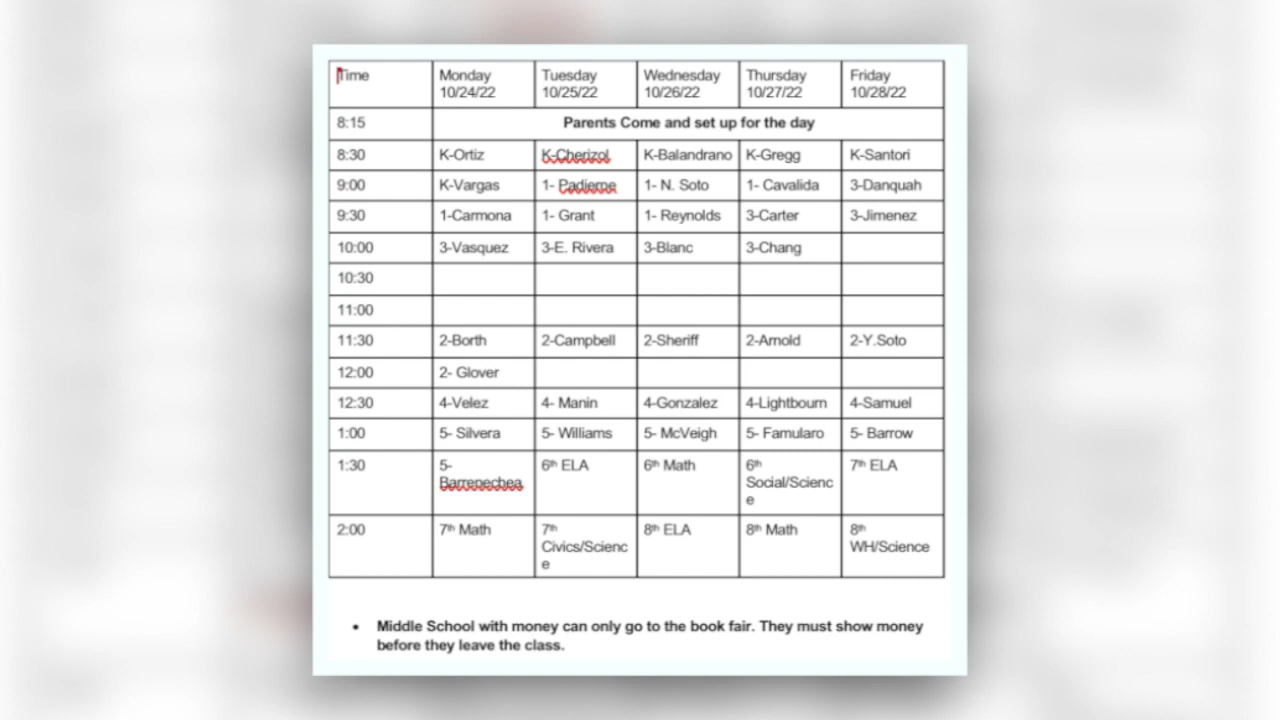 Time Monday 10/24/22 Tuesday 10/25/22 Wednesday 10/26/22 Thursday 10/27/22 Friday 10/28/22
8:15 Parents Come and set up for the day
8:30 K-Ortiz K-Cherizol K-Balandrano K-Gregg K-Santori
9:00 K-Vargas 1- Padierne 1- N. Soto 1- Cavalida 3-Danquah
9:30 1-Carmona 1- Grant 1- Reynolds 3-Carter 3-Jimenez
10:00 3-Vasquez 3-E. Rivera 3-Blanc 3-Chang
10:30
11:00
11:30 2-Borth 2-Campbell 2-Sheriff 2-Arnold 2-Y.Soto
12:00 2- Glover
12:30 4-Velez 4- Manin 4-Gonzalez 4-Lightbourn 4-Samuel
1:00 5- Silvera 5- Williams 5- McVeigh 5- Famularo 5- Barrow
1:30 5- Barrenechea 6th ELA 6th Math 6th Social/Science 7th ELA
2:00 7th Math 7th Civics/Science 8th ELA 8th Math 8th WH/Science
• Middle School with money can only go to the book fair. They must show money
before they leave the class.